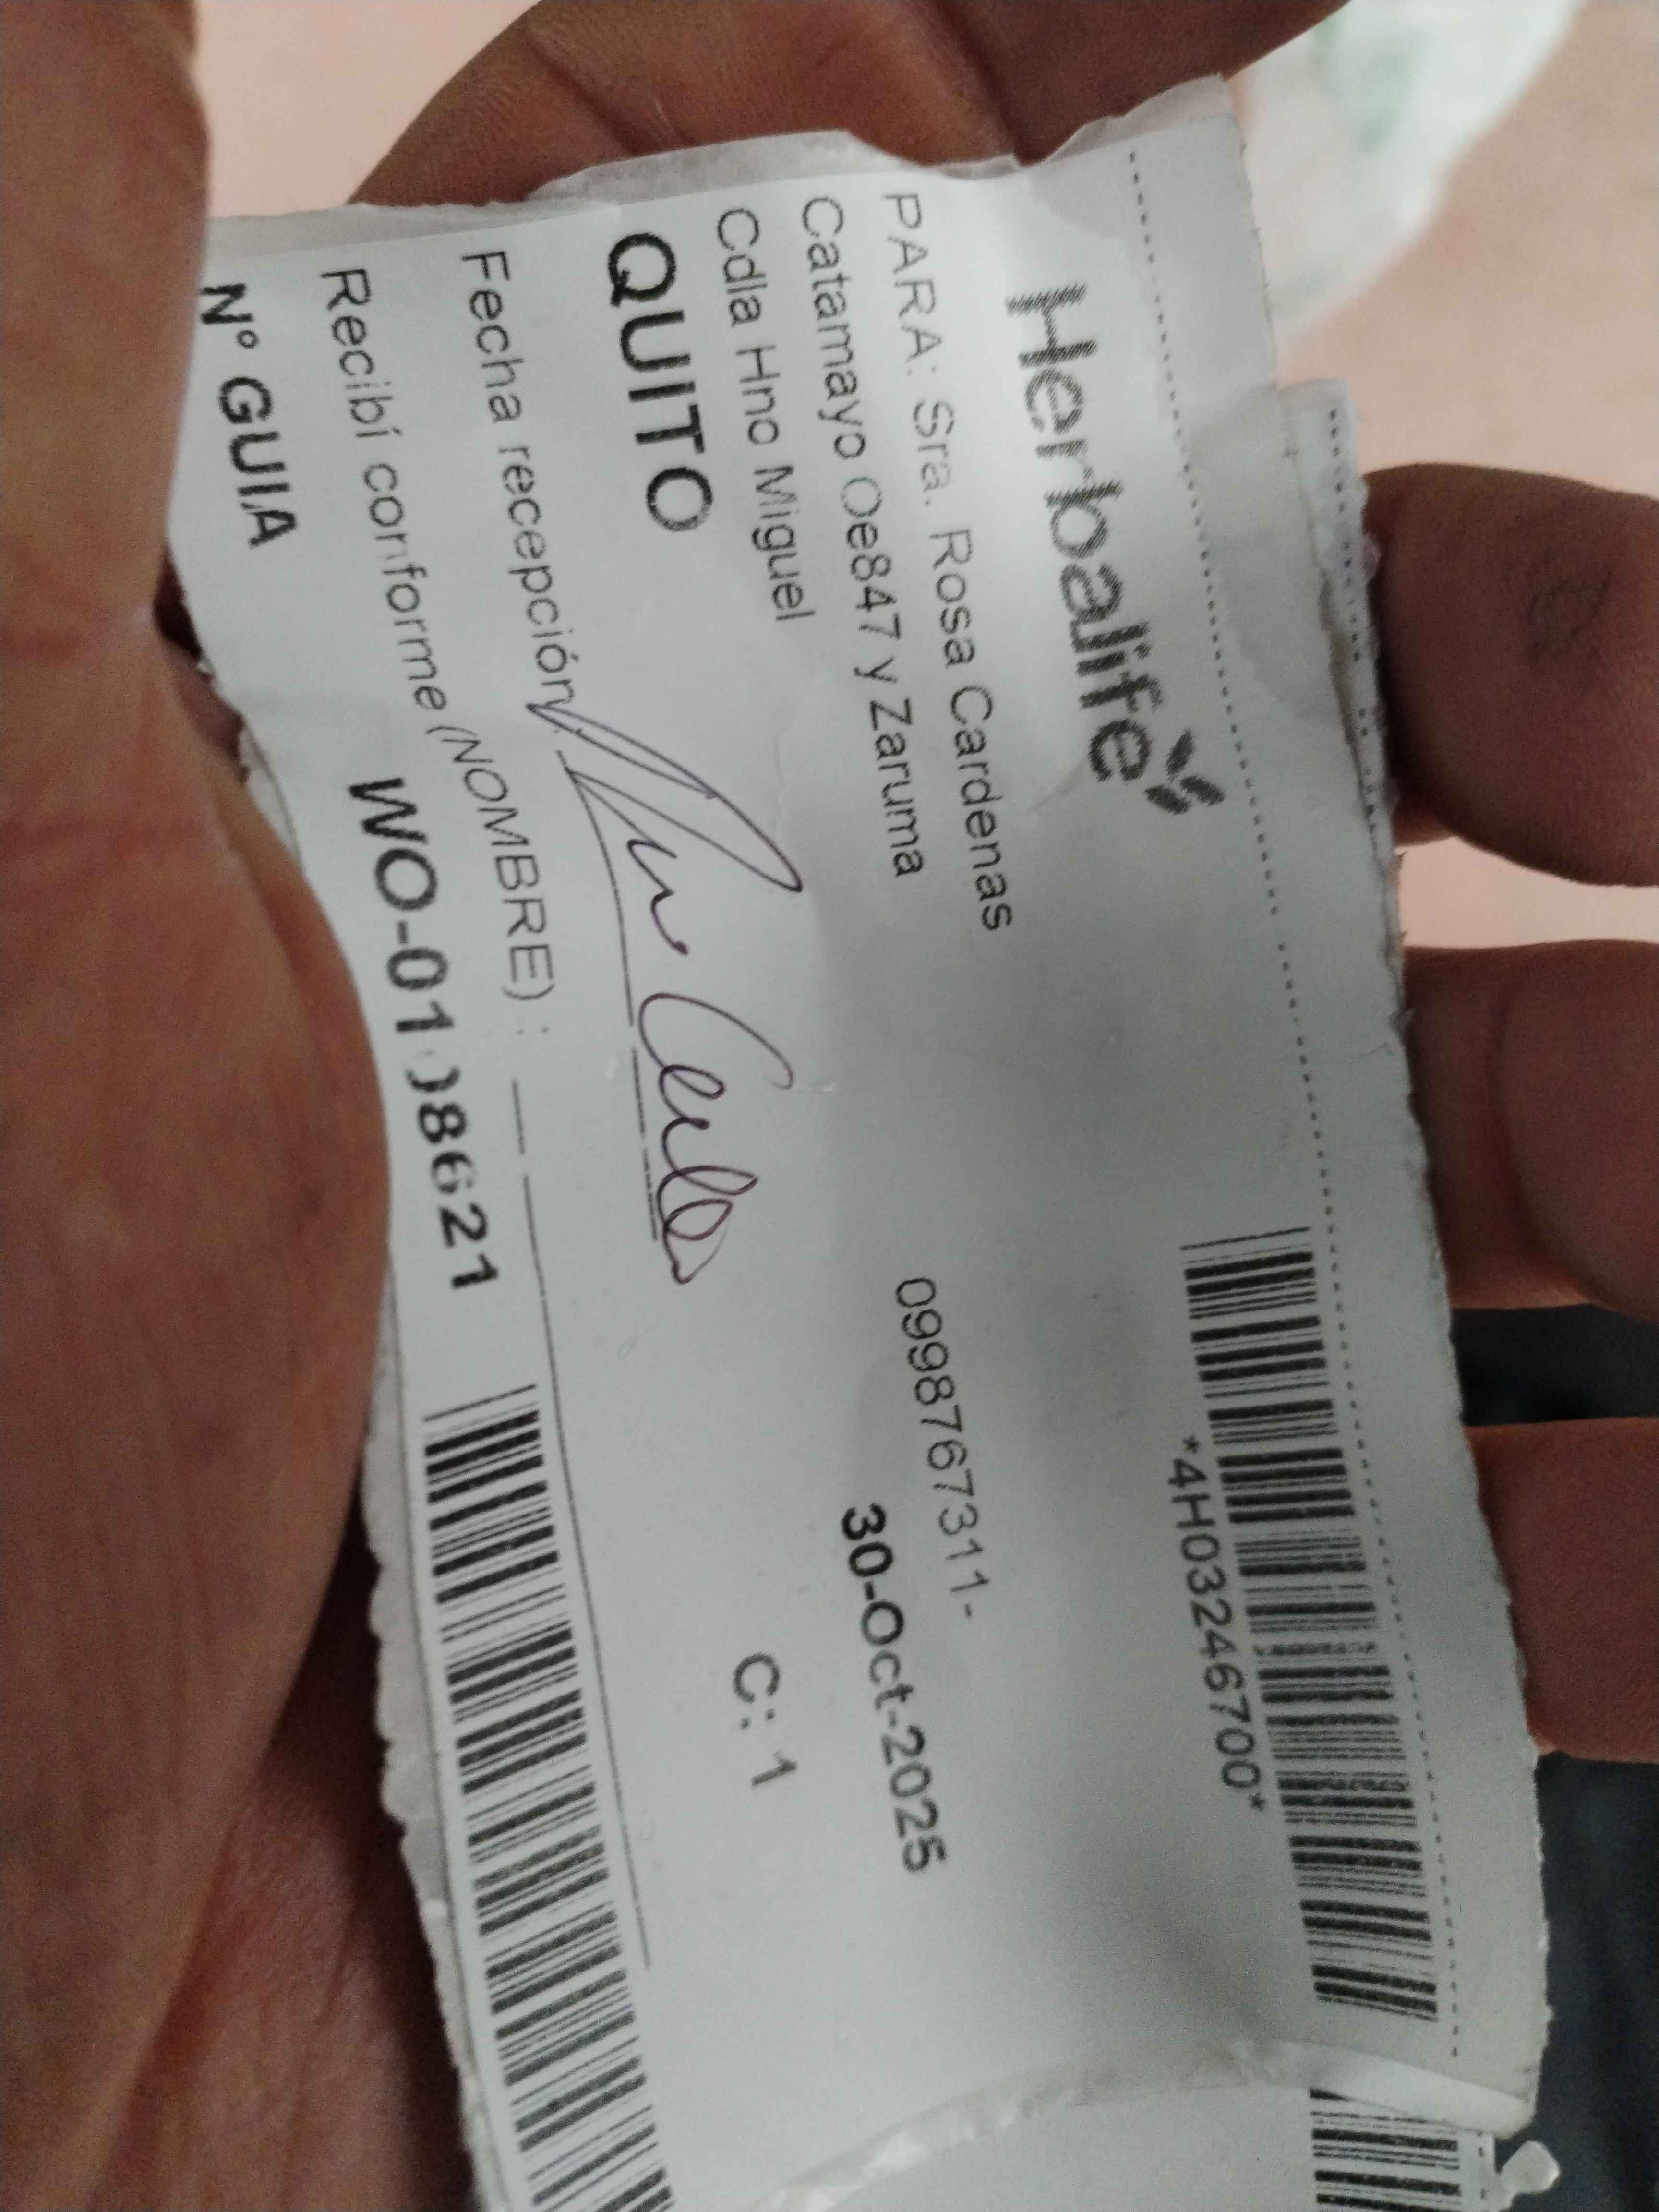 Herbalife
*4H03246700*
PARA: Sra. Rosa Cardenas
0998767311-
Catamayo Oe847 y Zaruma
30-Oct-2025
Cdla Hno Miguel
C: 1
QUITO
Fecha recepción
Recibí conforme (NOMBRE) :
N° GUIA